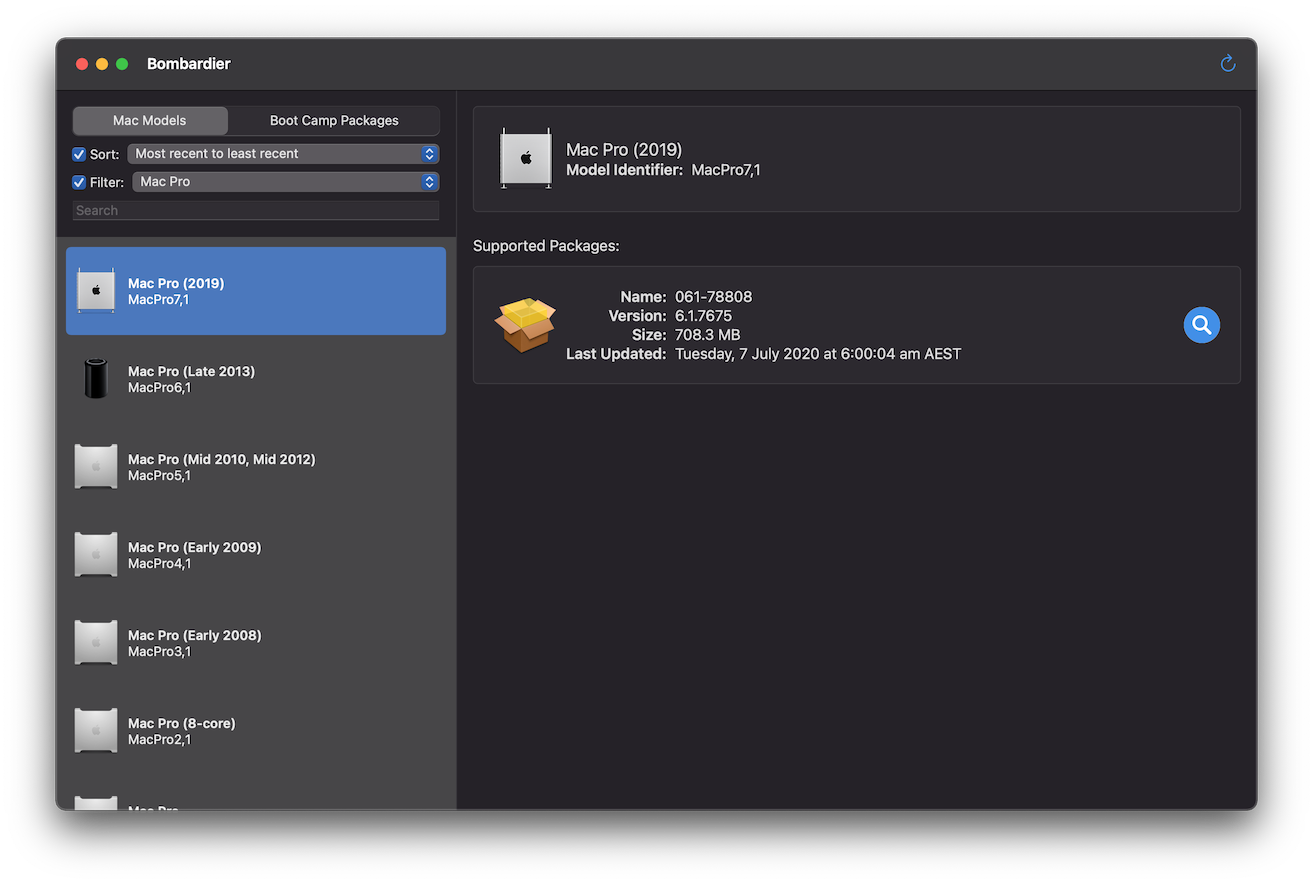 Bombardier
Mac Models
Boot Camp Packages
Sort: Most recent to least recent
Filter: Mac Pro
Search
Mac Pro (2019)
MacPro7,1
Mac Pro (Late 2013)
MacPro6,1
Mac Pro (Mid 2010, Mid 2012)
MacPro5,1
Mac Pro (Early 2009)
MacPro4,1
Mac Pro (Early 2008)
MacPro3,1
Mac Pro (8-core)
MacPro2,1
Mac Pro
Mac Pro (2019)
Model Identifier: MacPro7,1
Supported Packages:
Name: 061-78808
Version: 6.1.7675
Size: 708.3 MB
Last Updated: Tuesday, 7 July 2020 at 6:00:04 am AEST